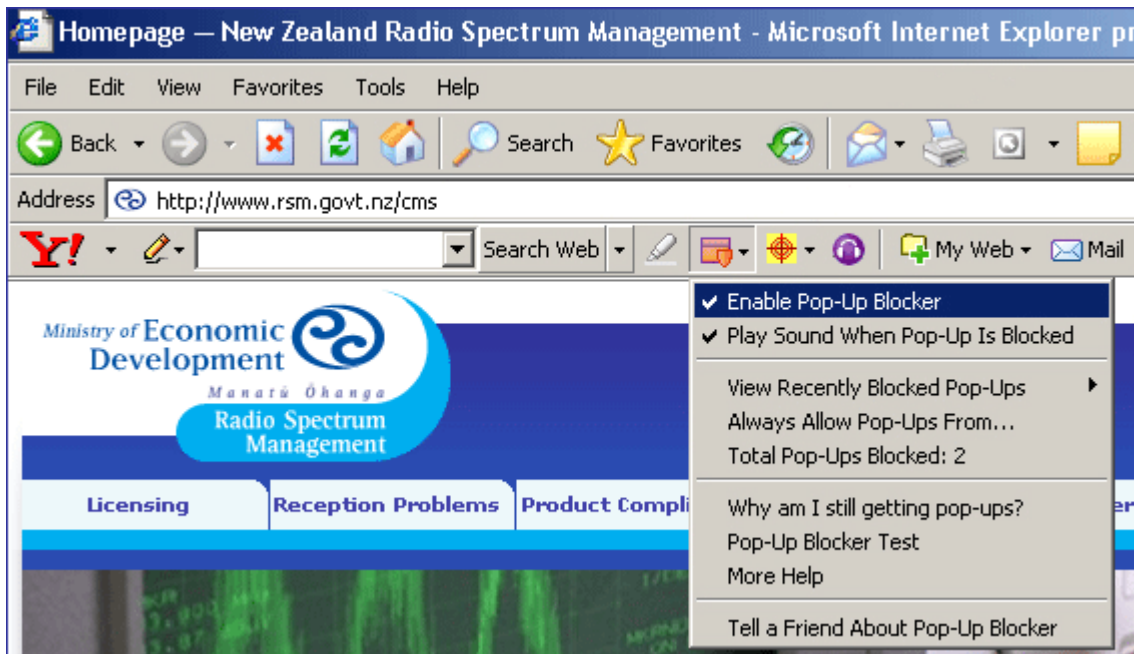 Homepage — New Zealand Radio Spectrum Management - Microsoft Internet Explorer pr
File Edit View Favorites Tools Help
Back Search Favorites
Address http://www.rsm.govt.nz/cms
Y! Search Web My Web Mail
Enable Pop-Up Blocker
Play Sound When Pop-Up Is Blocked
View Recently Blocked Pop-Ups
Always Allow Pop-Ups From...
Total Pop-Ups Blocked: 2
Why am I still getting pop-ups?
Pop-Up Blocker Test
More Help
Tell a Friend About Pop-Up Blocker
Ministry of Economic
Development
Manatū Ōhanga
Radio Spectrum
Management
Licensing Reception Problems Product Compli